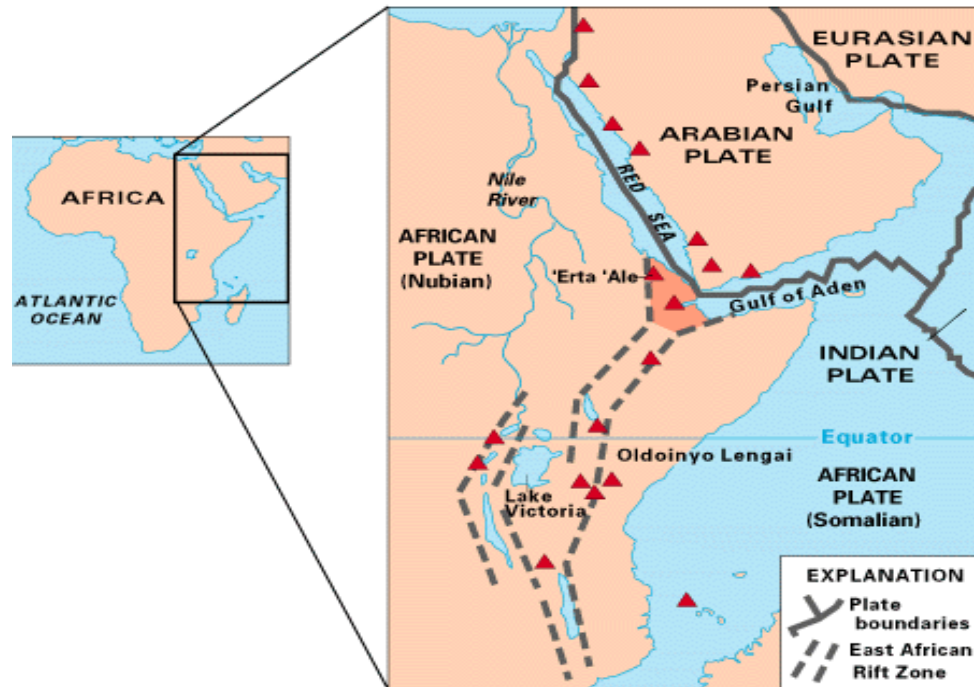 AFRICA
ATLANTIC
OCEAN
EURASIAN
PLATE
Persian
Gulf
ARABIAN
PLATE
RED SEA
Nile
River
AFRICAN
PLATE
(Nubian)
'Erta 'Ale
Gulf of Aden
INDIAN
PLATE
Equator
Oldoinyo Lengai
Lake
Victoria
AFRICAN
PLATE
(Somalian)
EXPLANATION
Plate
boundaries
East African
Rift Zone